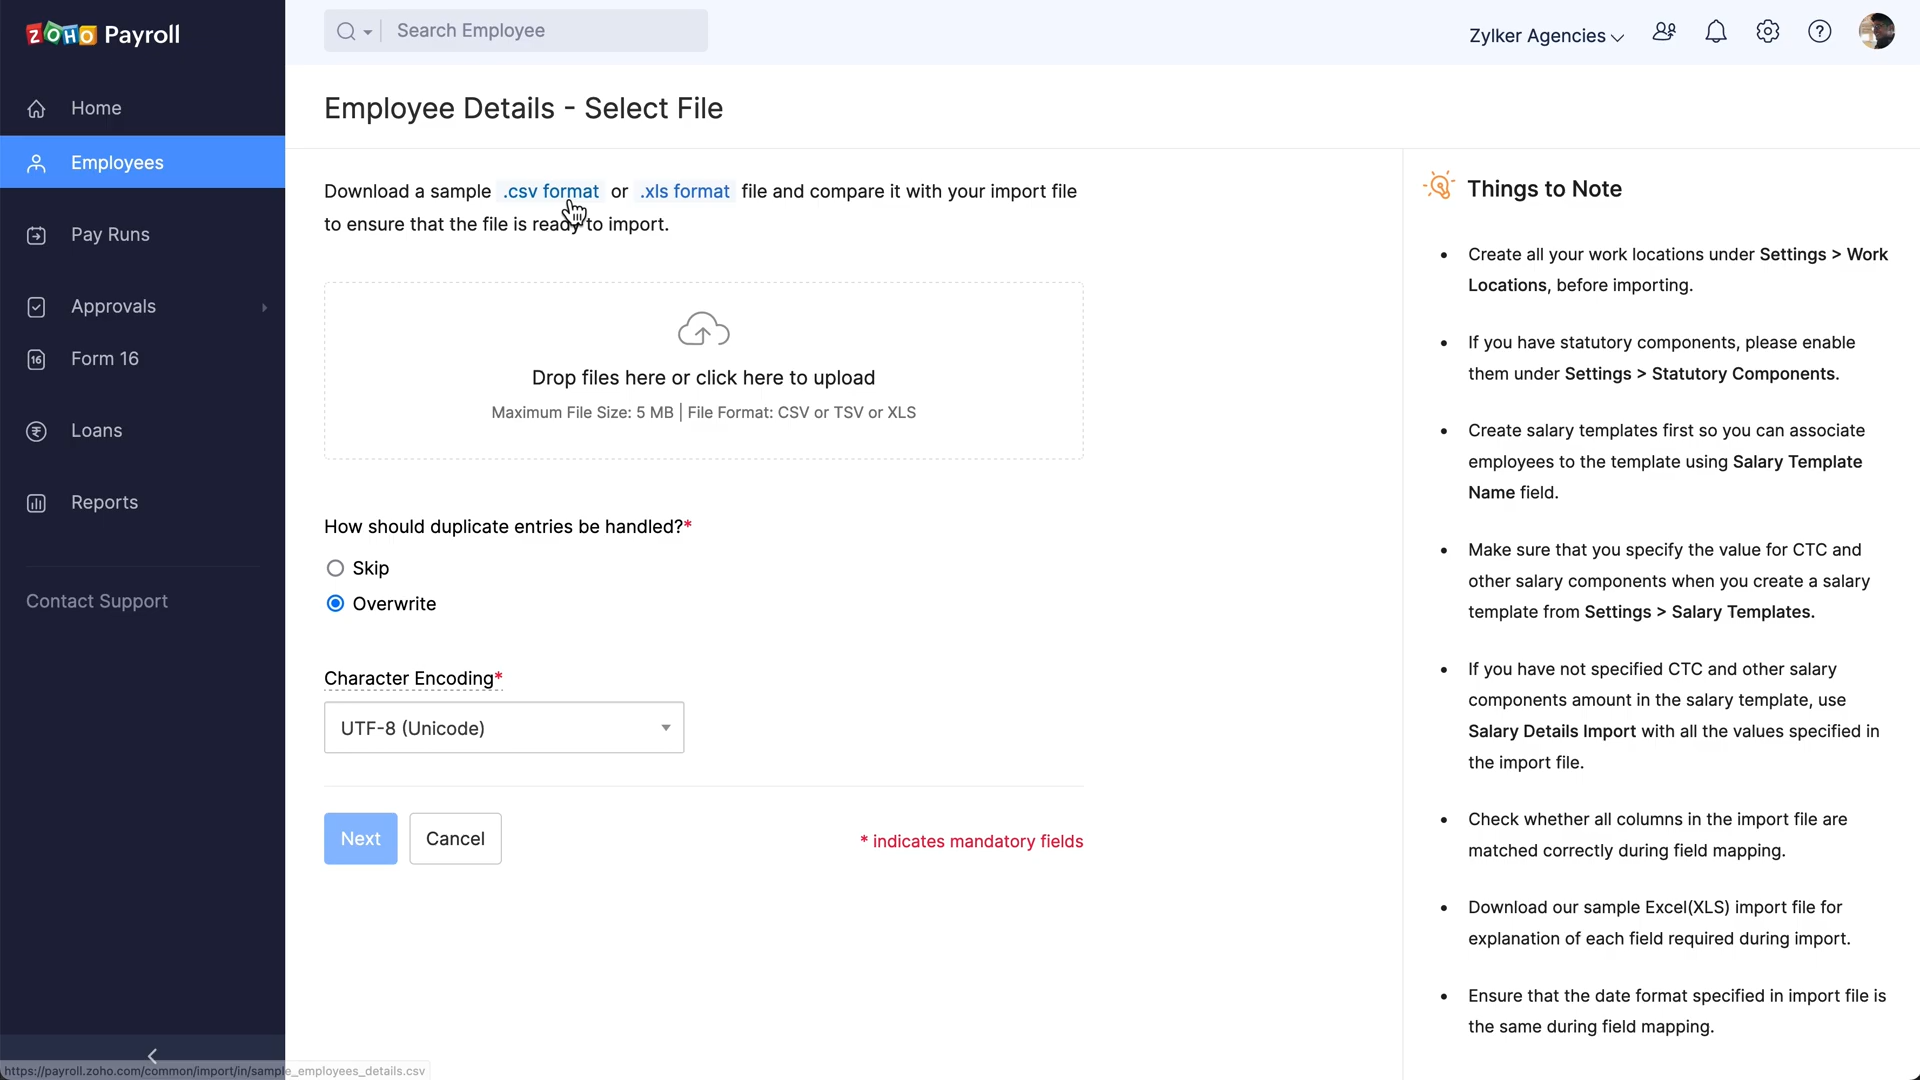 ZOHO Payroll
Search Employee
Zylker Agencies
Home
Employees
Pay Runs
Approvals
16 Form 16
Loans
Reports
Contact Support
Employee Details - Select File
Download a sample .csv format or .xls format file and compare it with your import file
to ensure that the file is ready to import.
Drop files here or click here to upload
Maximum File Size: 5 MB | File Format: CSV or TSV or XLS
How should duplicate entries be handled?*
Skip
Overwrite
Character Encoding*
UTF-8 (Unicode)
Next
Cancel
* indicates mandatory fields
Things to Note
• Create all your work locations under Settings > Work
Locations, before importing.
• If you have statutory components, please enable
them under Settings > Statutory Components.
• Create salary templates first so you can associate
employees to the template using Salary Template
Name field.
• Make sure that you specify the value for CTC and
other salary components when you create a salary
template from Settings > Salary Templates.
• If you have not specified CTC and other salary
components amount in the salary template, use
Salary Details Import with all the values specified in
the import file.
• Check whether all columns in the import file are
matched correctly during field mapping.
• Download our sample Excel(XLS) import file for
explanation of each field required during import.
• Ensure that the date format specified in import file is
the same during field mapping.
https://payroll.zoho.com/common/import/in/sample_employees_details.csv